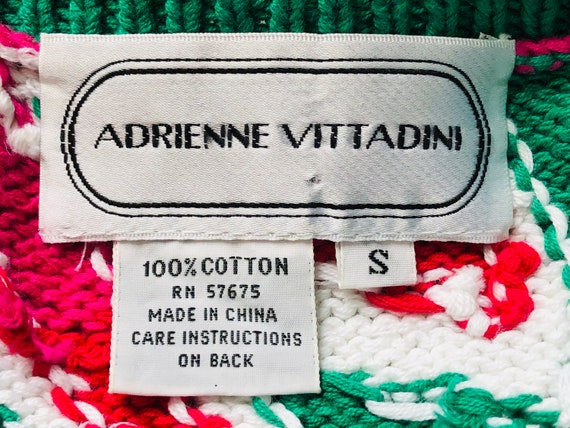 ADRIENNE VITTADINI
100% COTTON
RN 57675
MADE IN CHINA
CARE INSTRUCTIONS
ON BACK
S